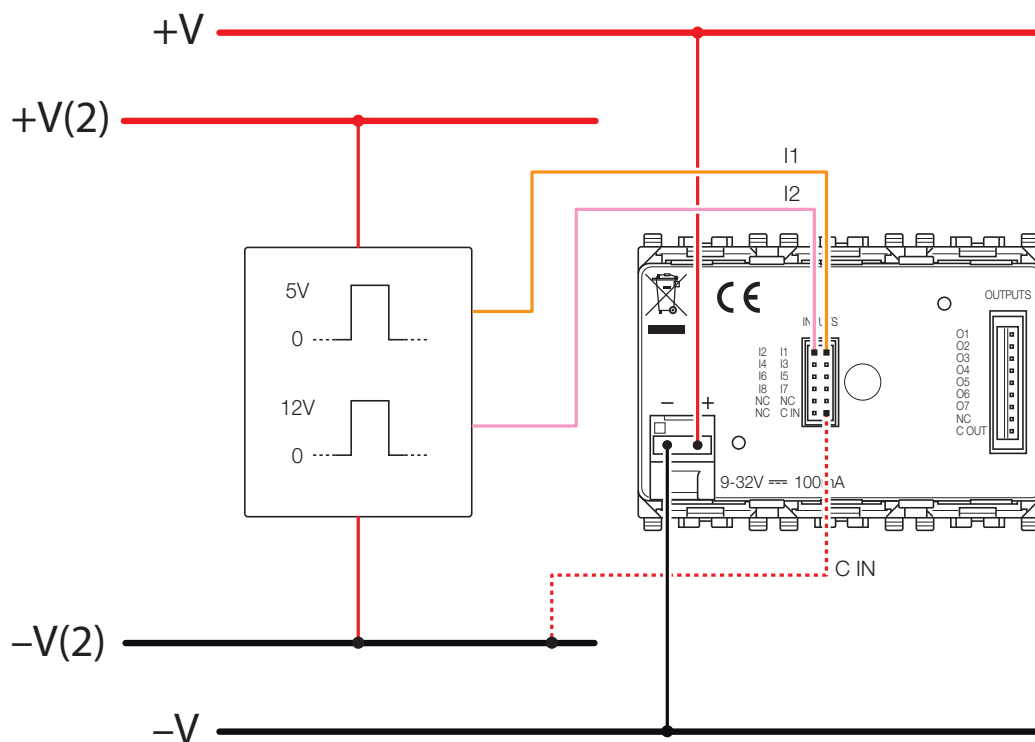 +V
+V(2)
I1
I2
5V
0
12V
0
CE
INPUTS
I2 I1
I4 I3
I6 I5
I8 I7
NC NC
NC C IN
OUTPUTS
O1
O2
O3
O4
O5
O6
O7
NC
C OUT
– +
9-32V 100mA
C IN
–V(2)
–V